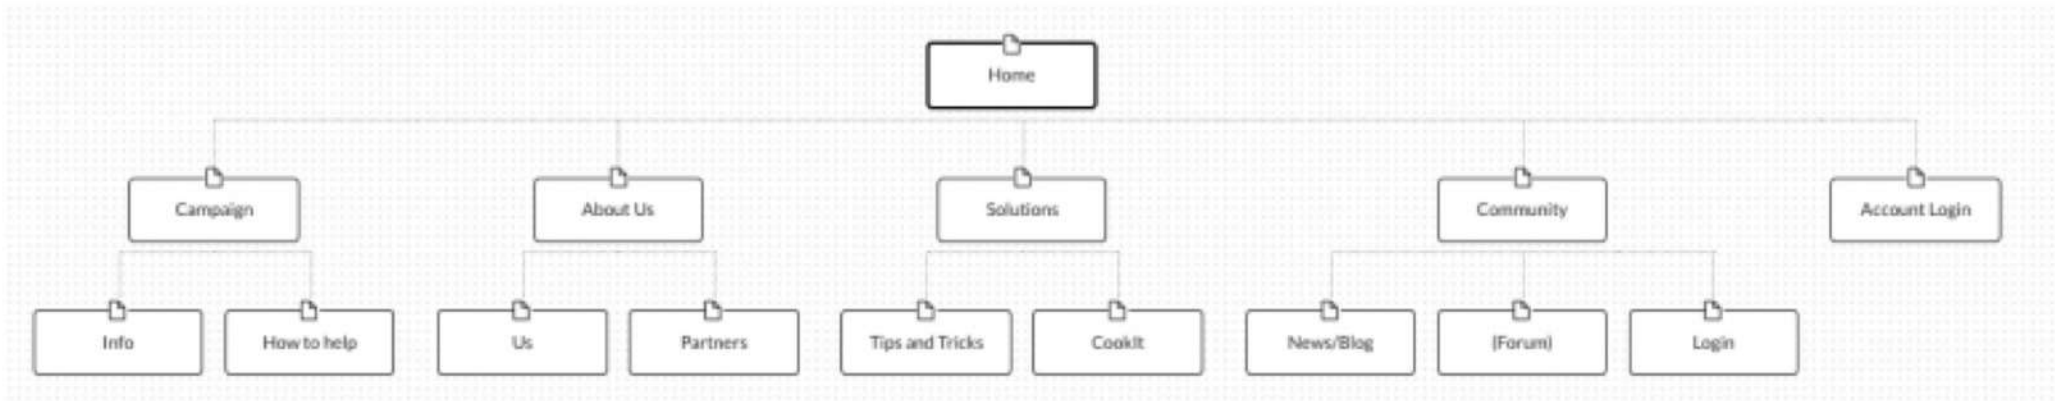 Home
Campaign
About Us
Solutions
Community
Account Login
Info
How to help
Us
Partners
Tips and Tricks
CookIt
News/Blog
(Forum)
Login